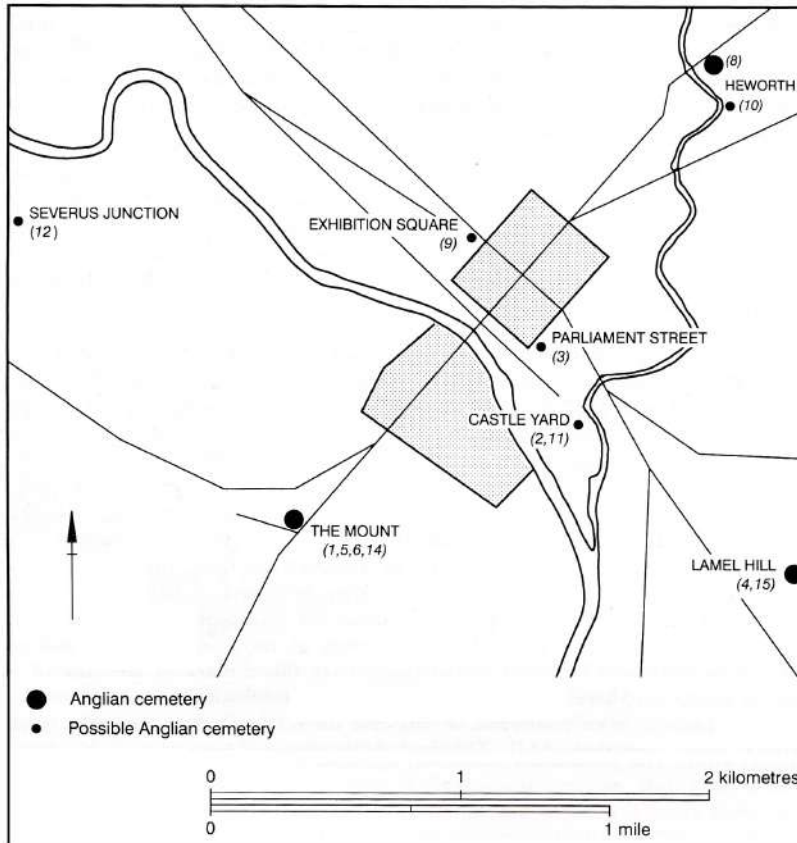 (8)
HEWORTH
(10)
SEVERUS JUNCTION
(12)
EXHIBITION SQUARE
(9)
PARLIAMENT STREET
(3)
CASTLE YARD
(2,11)
THE MOUNT
(1,5,6,14)
LAMEL HILL
(4,15)
Anglian cemetery
Possible Anglian cemetery
0 1 2 kilometres
0 1 mile